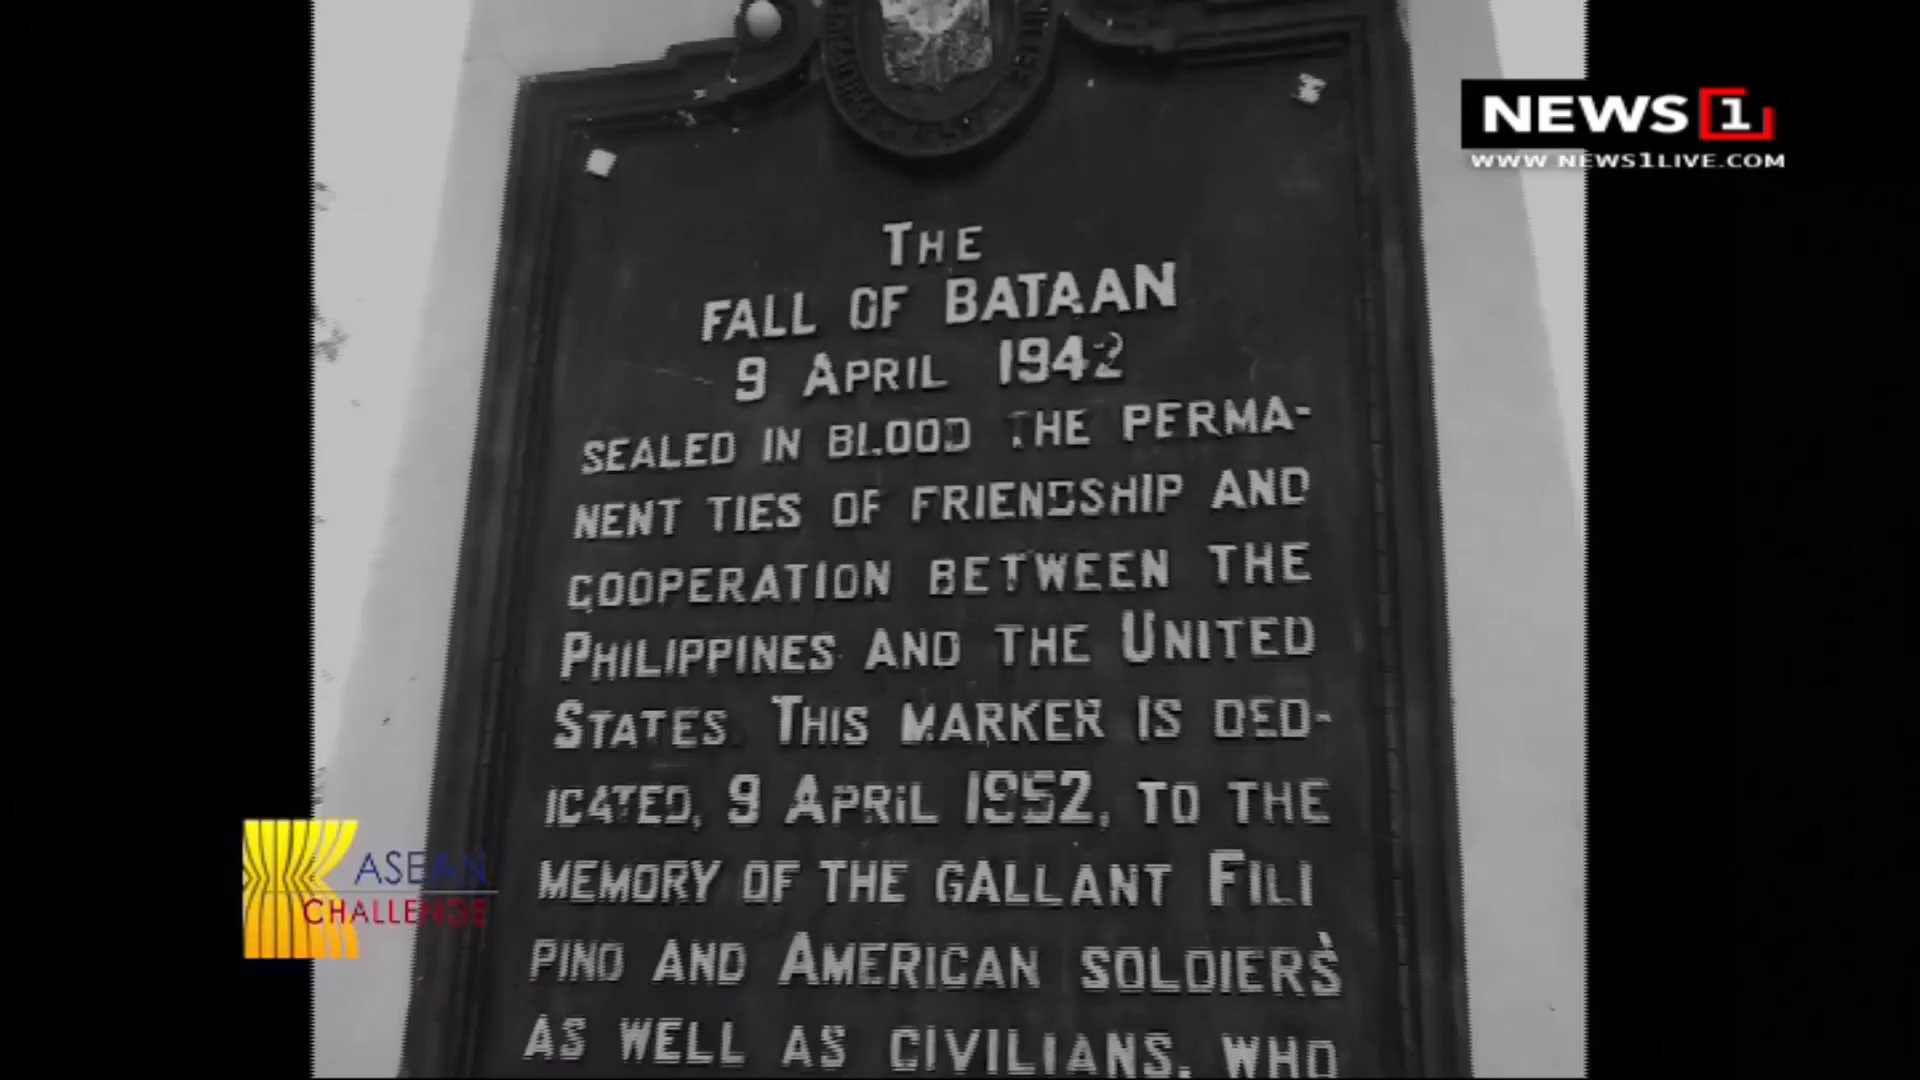 NEWS 1
WWW.NEWS1LIVE.COM
THE
FALL OF BATAAN
9 APRIL 1942
SEALED IN BLOOD THE PERMA-
NENT TIES OF FRIENDSHIP AND
COOPERATION BETWEEN THE
PHILIPPINES AND THE UNITED
STATES. THIS MARKER IS DED-
ICATED, 9 APRIL 1952, TO THE
MEMORY OF THE GALLANT FILI
PINO AND AMERICAN SOLDIERS
AS WELL AS CIVILIANS, WHO
ASEAN
CHALLENGE